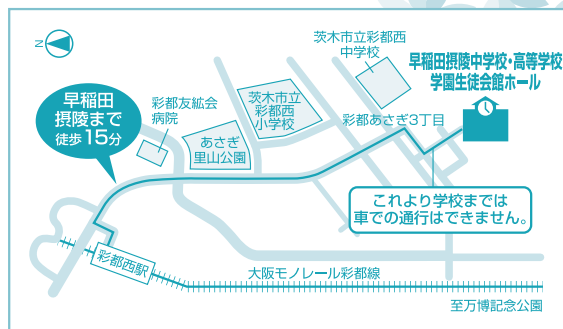 N
茨木市立彩都西
中学校
早稲田摂陵中学校・高等学校
学園生徒会館ホール
早稲田
摂陵まで
徒歩15分
彩都友紘会
病院
茨木市立
彩都西
小学校
あさぎ
里山公園
彩都あさぎ3丁目
これより学校までは
車での通行はできません。
彩都西駅
大阪モノレール彩都線
至万博記念公園